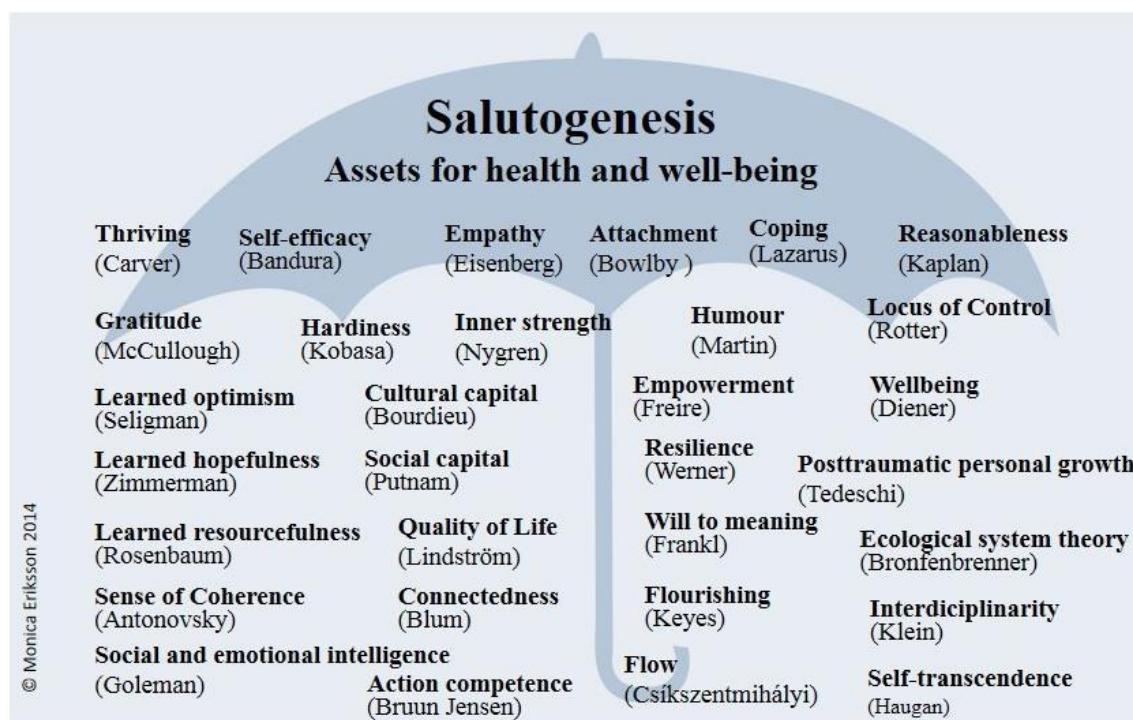 Salutogenesis
Assets for health and well-being
Thriving
(Carver)
Self-efficacy
(Bandura)
Empathy
(Eisenberg)
Attachment
(Bowlby )
Coping
(Lazarus)
Reasonableness
(Kaplan)
Gratitude
(McCullough)
Hardiness
(Kobasa)
Inner strength
(Nygren)
Humour
(Martin)
Locus of Control
(Rotter)
Learned optimism
(Seligman)
Cultural capital
(Bourdieu)
Empowerment
(Freire)
Wellbeing
(Diener)
Learned hopefulness
(Zimmerman)
Social capital
(Putnam)
Resilience
(Werner)
Posttraumatic personal growth
(Tedeschi)
Learned resourcefulness
(Rosenbaum)
Quality of Life
(Lindström)
Will to meaning
(Frankl)
Ecological system theory
(Bronfenbrenner)
Sense of Coherence
(Antonovsky)
Connectedness
(Blum)
Flourishing
(Keyes)
Interdiciplinarity
(Klein)
Social and emotional intelligence
(Goleman)
Action competence
(Bruun Jensen)
Flow
(Csíkszentmihályi)
Self-transcendence
(Haugan)
© Monica Eriksson 2014